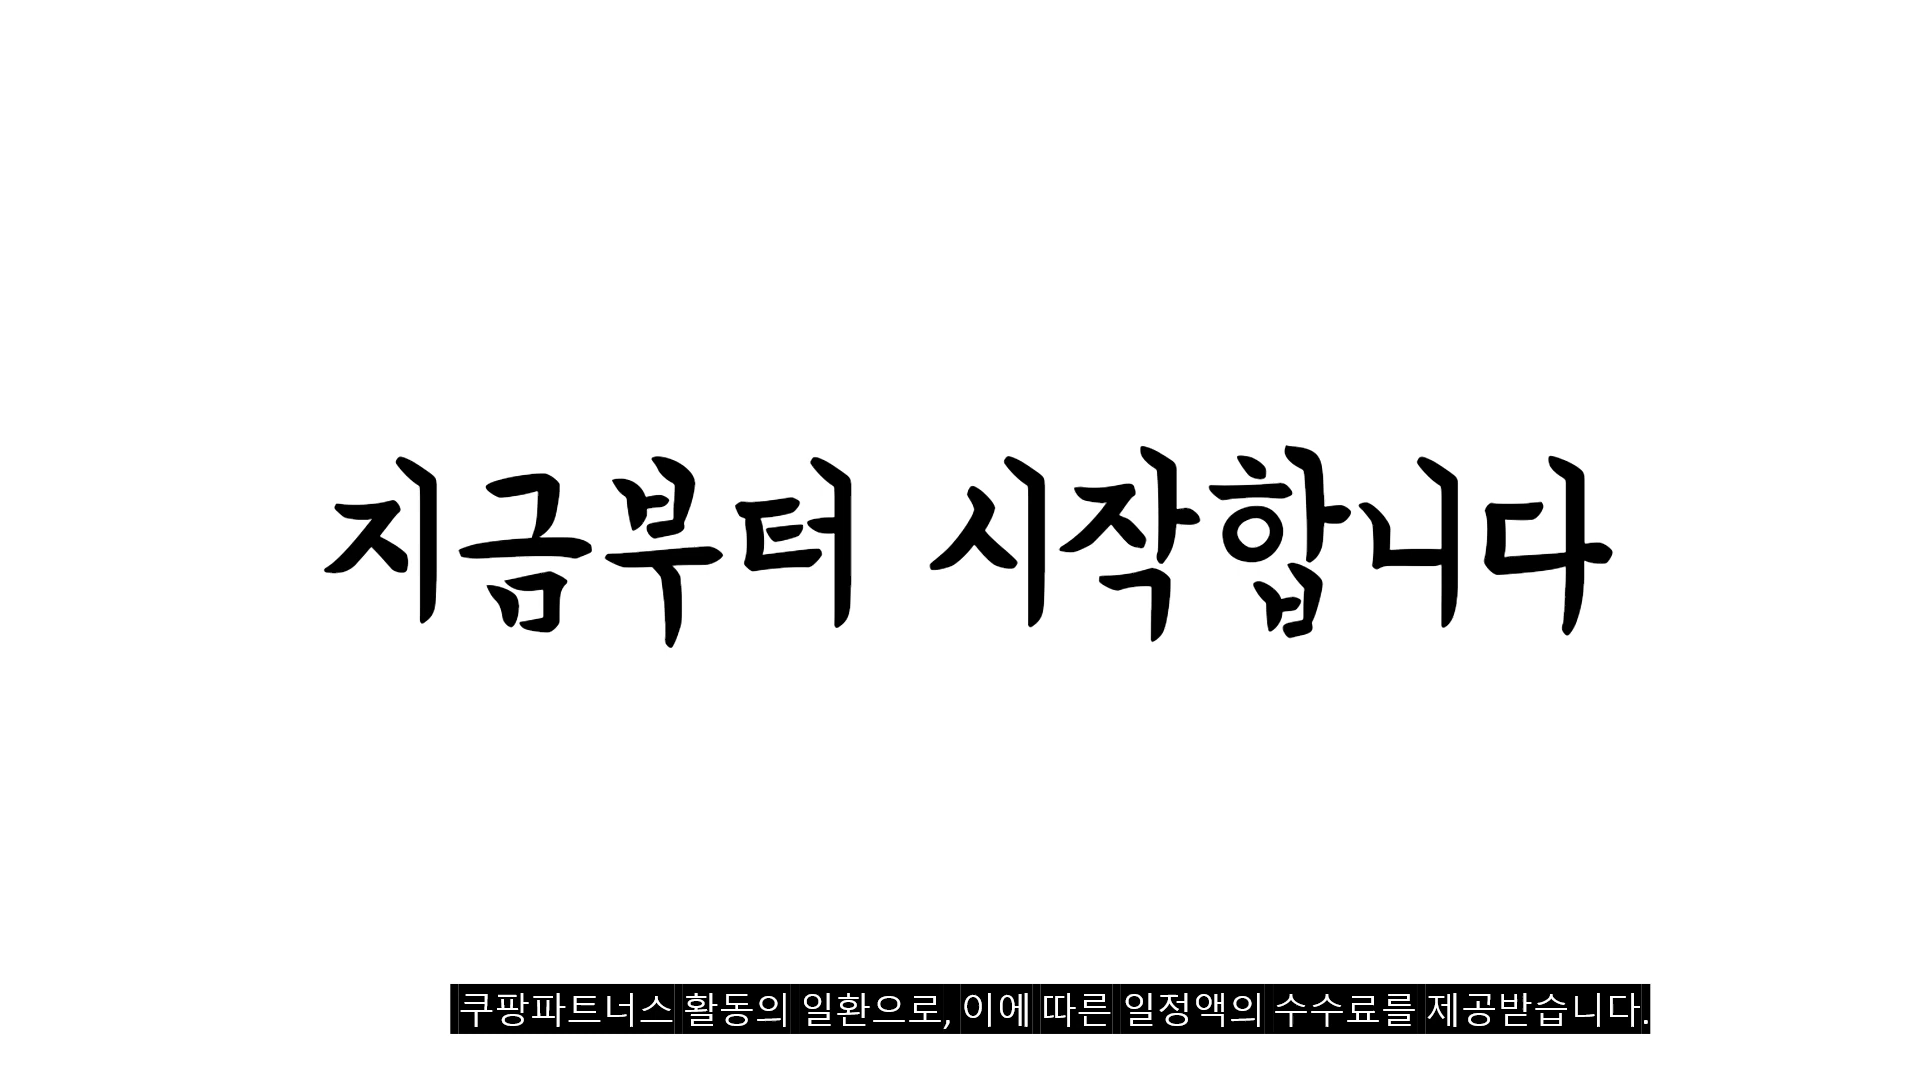 지금부터 시작합니다
쿠팡파트너스 활동의 일환으로, 이에 따른 일정액의 수수료를 제공받습니다.